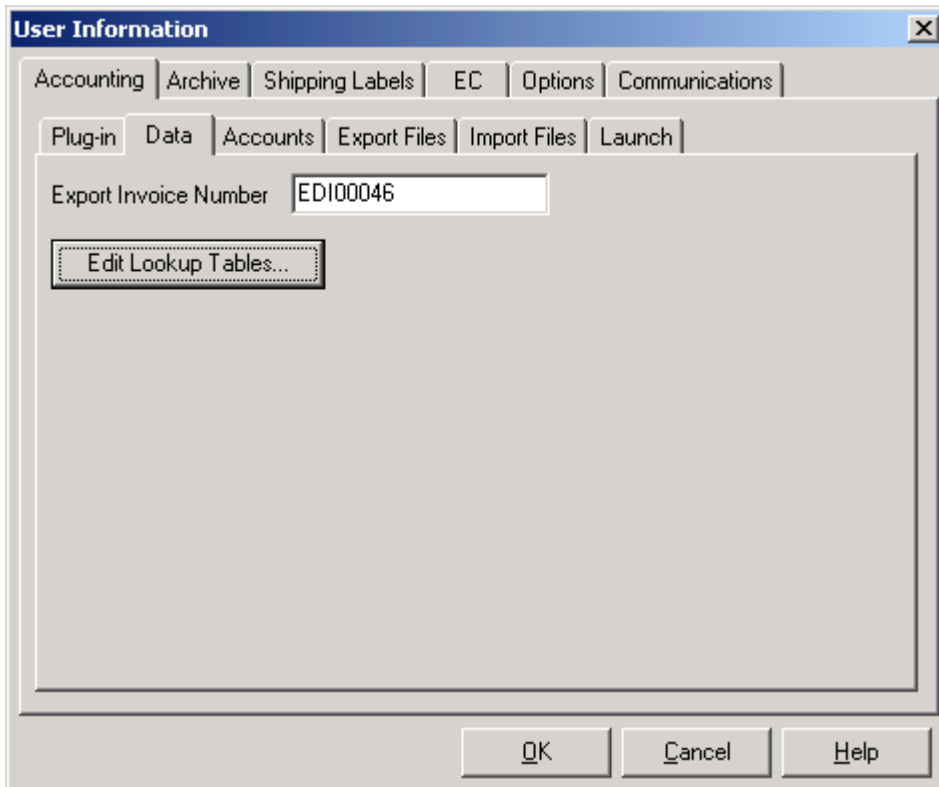 User Information
Accounting Archive Shipping Labels EC Options Communications
Plug-in Data Accounts Export Files Import Files Launch
Export Invoice Number EDI00046
Edit Lookup Tables...
OK Cancel Help